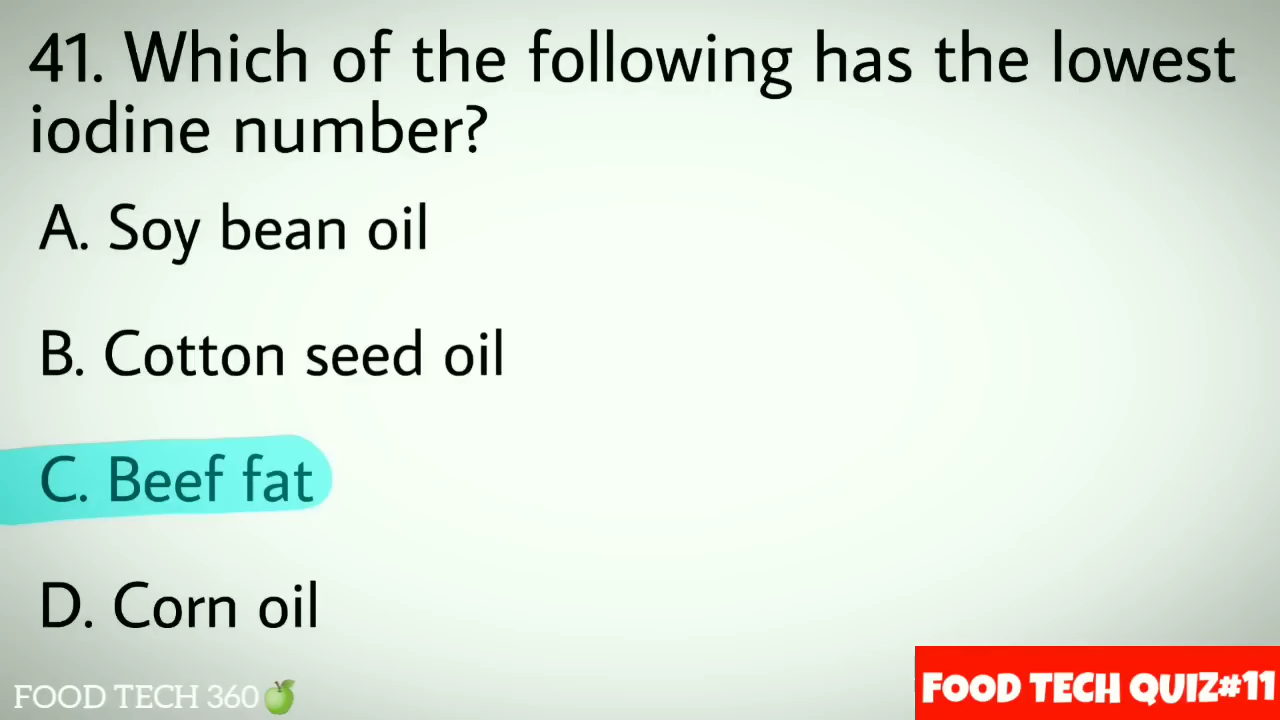 41. Which of the following has the lowest
iodine number?
A. Soy bean oil
B. Cotton seed oil
C. Beef fat
D. Corn oil
FOOD TECH 360
FOOD TECH QUIZ#11